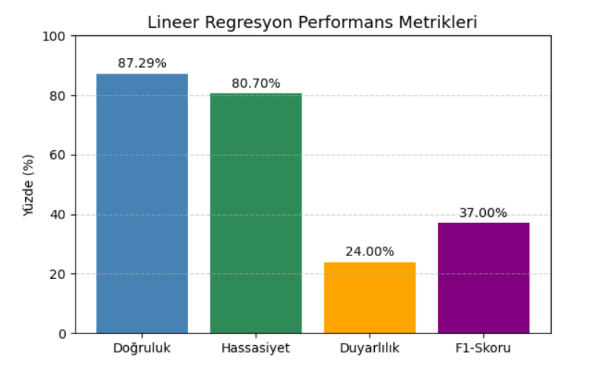 Lineer Regresyon Performans Metrikleri
100
80
60
40
20
0
Yüzde (%)
87.29%
80.70%
24.00%
37.00%
Doğruluk
Hassasiyet
Duyarlılık
F1-Skoru